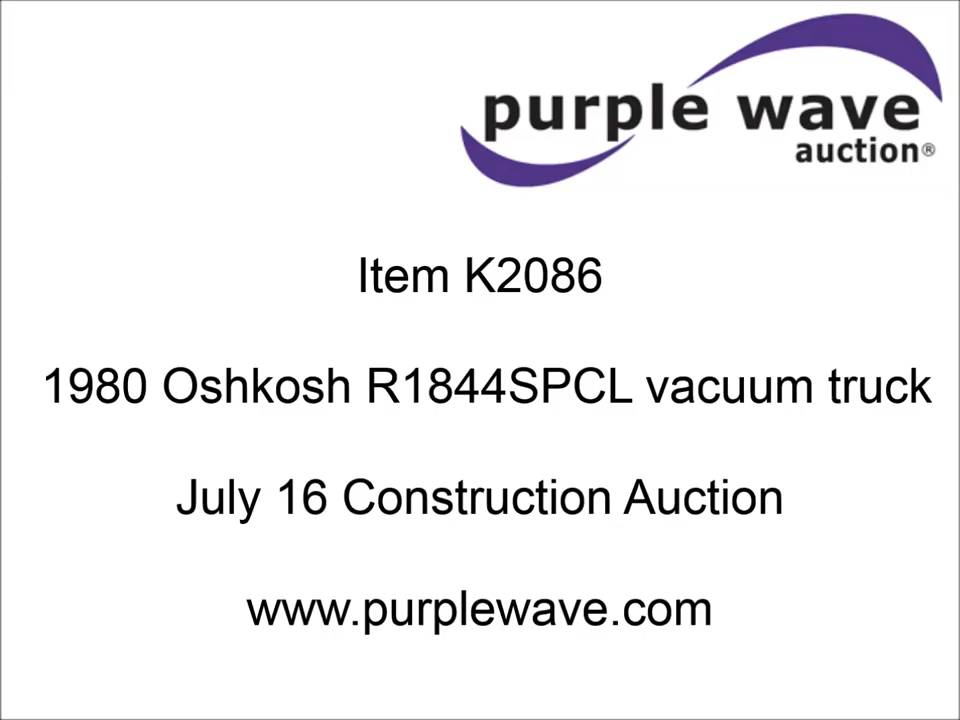 purple wave
auction®
Item K2086
1980 Oshkosh R1844SPCL vacuum truck
July 16 Construction Auction
www.purplewave.com